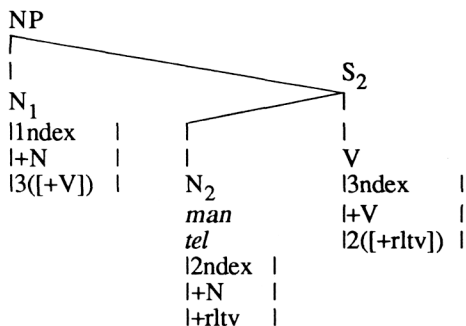 NP
S2
N1
|1ndex |
|+N |
|3([+V]) |
V
|3ndex |
N2
|+V |
man
|2([+rltv]) |
tel
|2ndex |
|+N |
|+rltv |